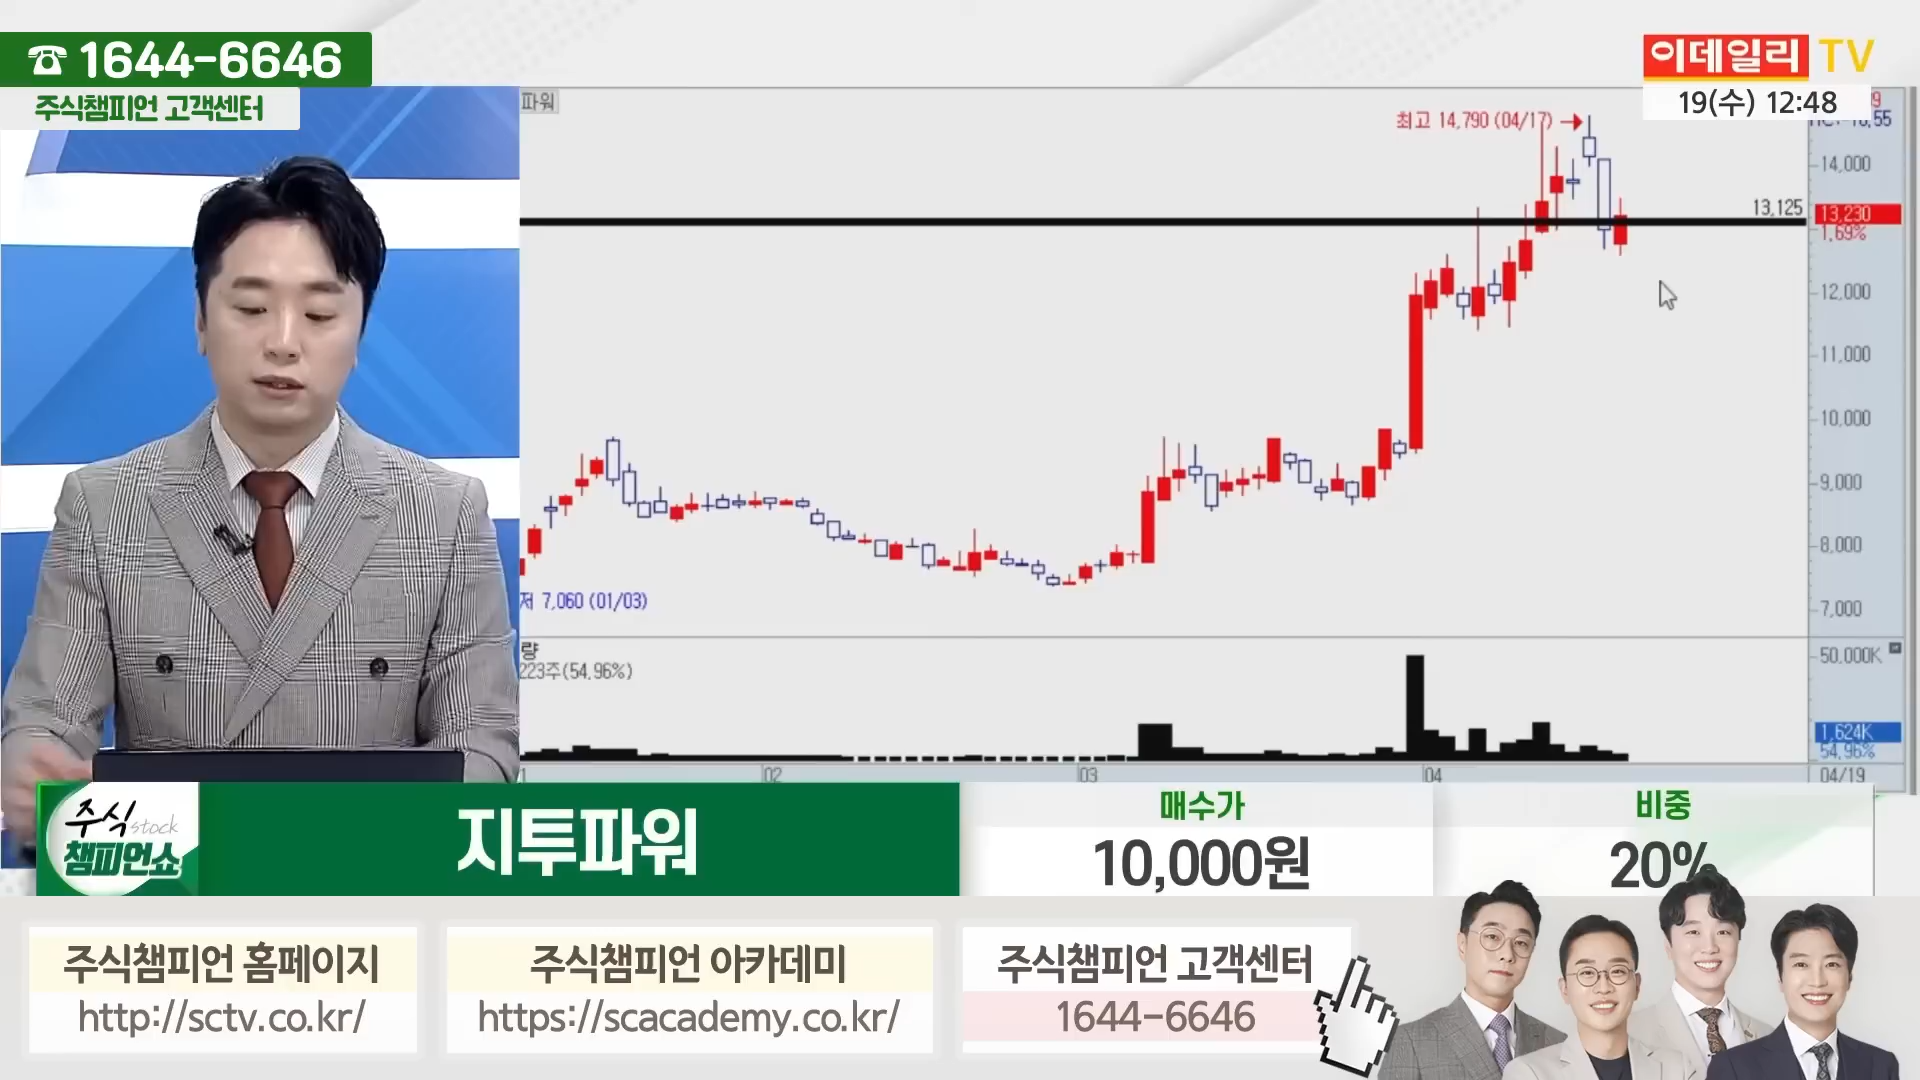 ☎ 1644-6646
주식챔피언 고객센터
이데일리 TV
19(수) 12:48
파워
최고 14,790 (04/17)
14,000
13,125
13,230
1,69%
12,000
11,000
10,000
9,000
8,000
7,000
저 7,060 (01/03)
량
223주(54,96%)
50,000K
1,624K
54,96%
02
03
04
04/19
주식 stock
챔피언쇼
지투파워
매수가
10,000원
비중
20%
주식챔피언 홈페이지
http://sctv.co.kr/
주식챔피언 아카데미
https://scacademy.co.kr/
주식챔피언 고객센터
1644-6646